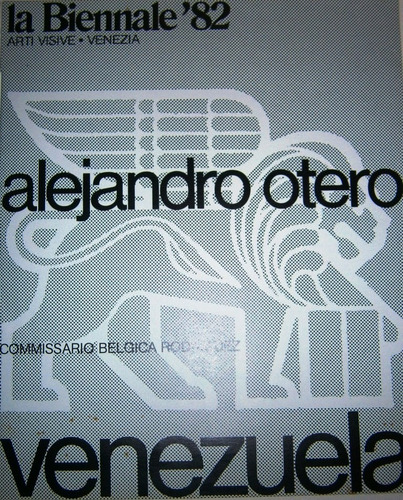 la Biennale '82
ARTI VISIVE • VENEZIA
alejandro otero
COMMISSARIO BELGICA
venezuela